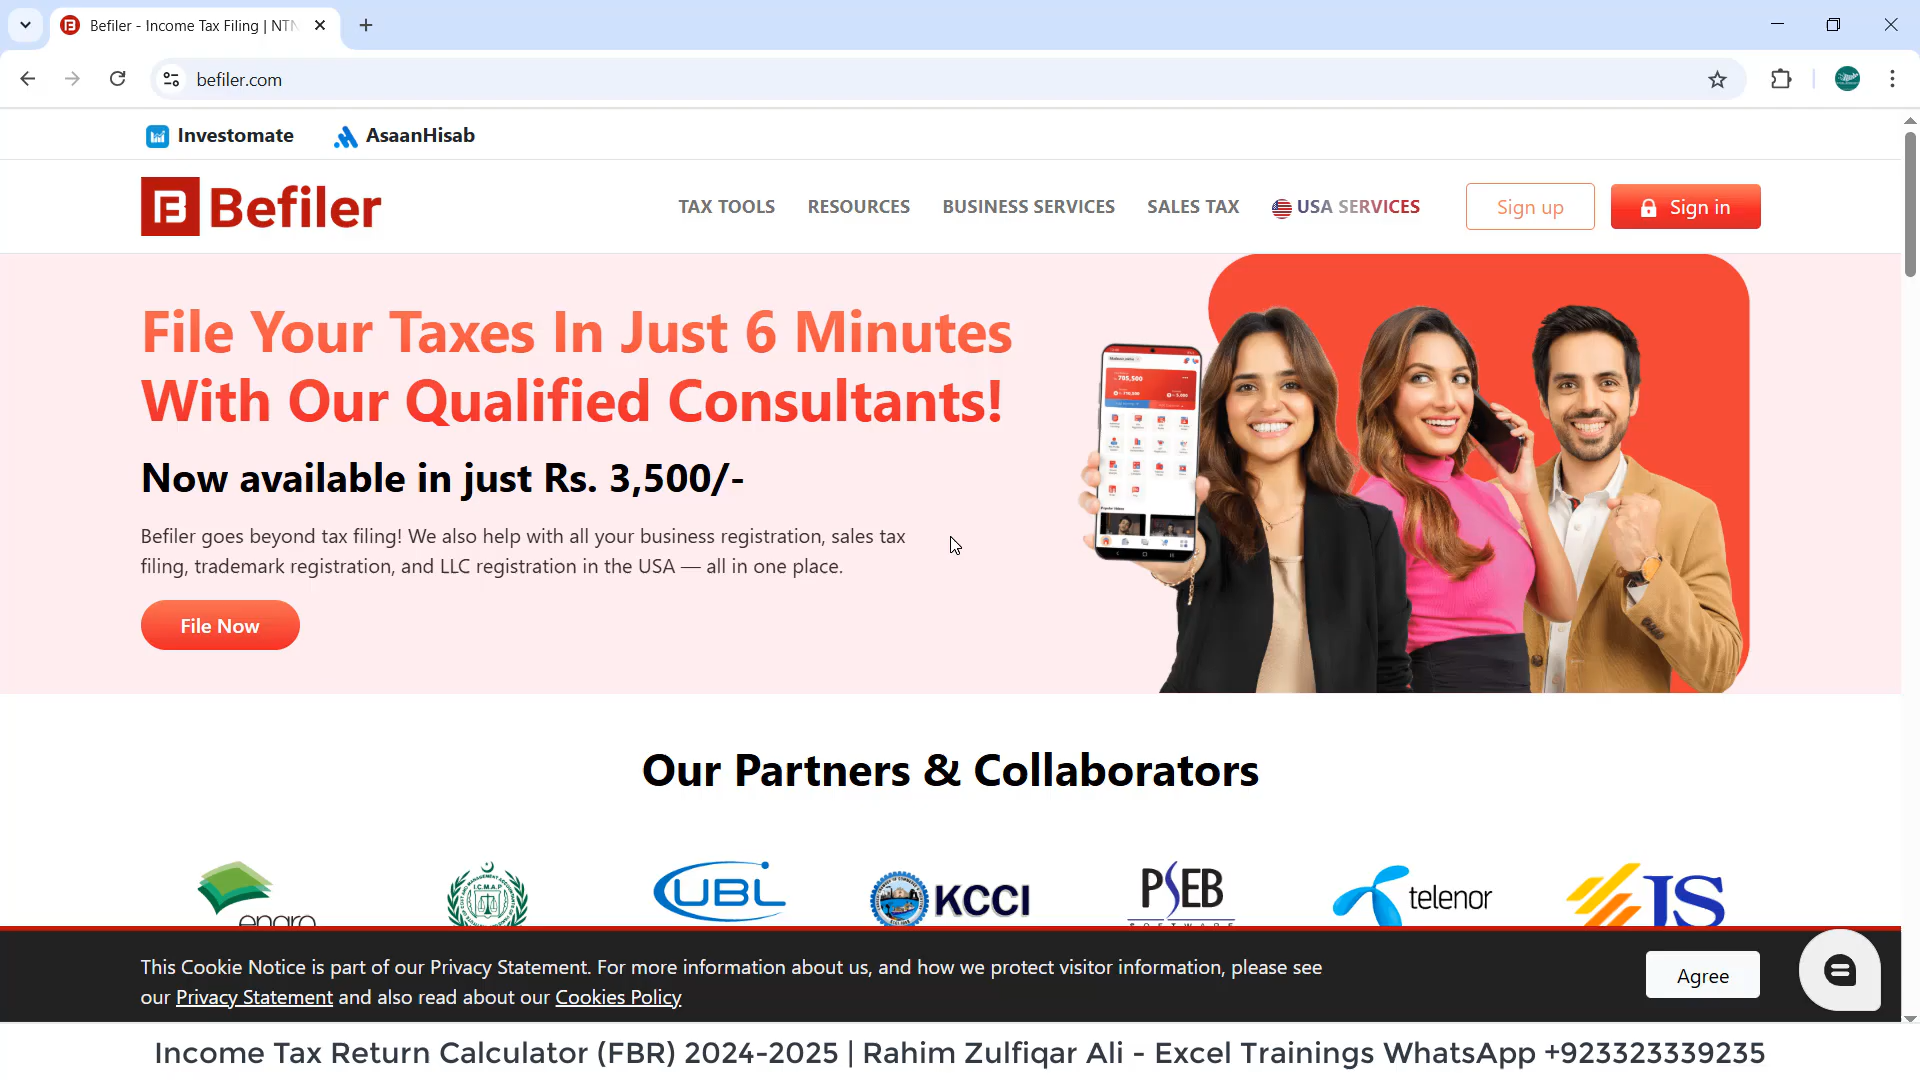 Befiler - Income Tax Filing | NTN
befiler.com
Investomate
AsaanHisab
Befiler
TAX TOOLS
RESOURCES
BUSINESS SERVICES
SALES TAX
USA SERVICES
Sign up
Sign in
File Your Taxes In Just 6 Minutes
With Our Qualified Consultants!
Now available in just Rs. 3,500/-
Befiler goes beyond tax filing! We also help with all your business registration, sales tax
filing, trademark registration, and LLC registration in the USA — all in one place.
File Now
705,500
Our Partners & Collaborators
engro
I.C.M.A.P
UBL
KCCI
PSEB
SOFTWARE
telenor
JS
This Cookie Notice is part of our Privacy Statement. For more information about us, and how we protect visitor information, please see
our Privacy Statement and also read about our Cookies Policy
Agree
Income Tax Return Calculator (FBR) 2024-2025 | Rahim Zulfiqar Ali - Excel Trainings WhatsApp +923323339235